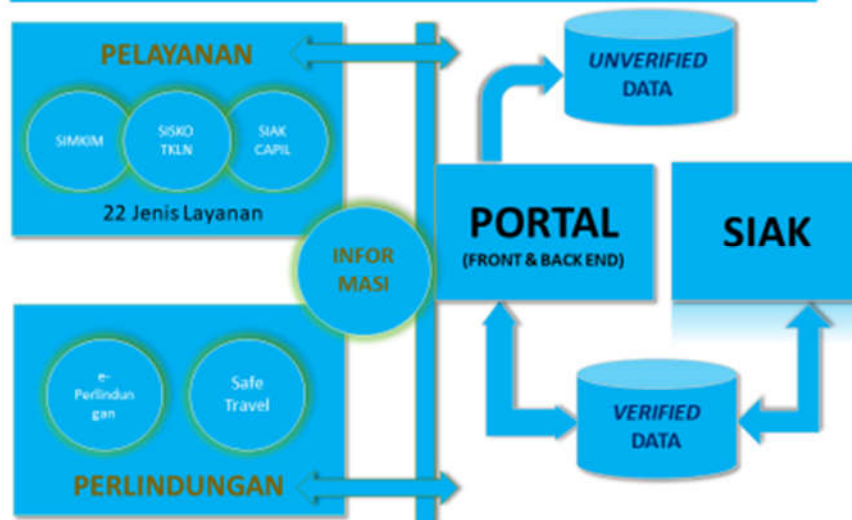 PELAYANAN
SIMKIM
SISKO
TKLN
SIAK
CAPIL
22 Jenis Layanan
INFOR
MASI
e-
Perlindun
gan
Safe
Travel
PERLINDUNGAN
UNVERIFIED
DATA
PORTAL
(FRONT & BACK END)
SIAK
VERIFIED
DATA